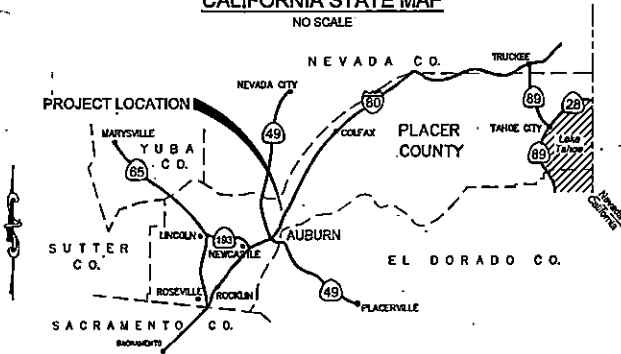 CALIFORNIA STATE MAP
NO SCALE
NEVADA CO.
TRUCKEE
NEVADA CITY
PROJECT LOCATION
80
89
28
49
COLFAX
PLACER
COUNTY
TAHOE CITY
Lake
Tahoe
MARYSVILLE
YUBA
CO.
65
89
Nevada
California
LINCOLN
193
NEWCASTLE
AUBURN
SUTTER
CO.
EL DORADO CO.
ROSEVILLE
ROCKLIN
49
PLACERVILLE
SACRAMENTO CO.
SACRAMENTO